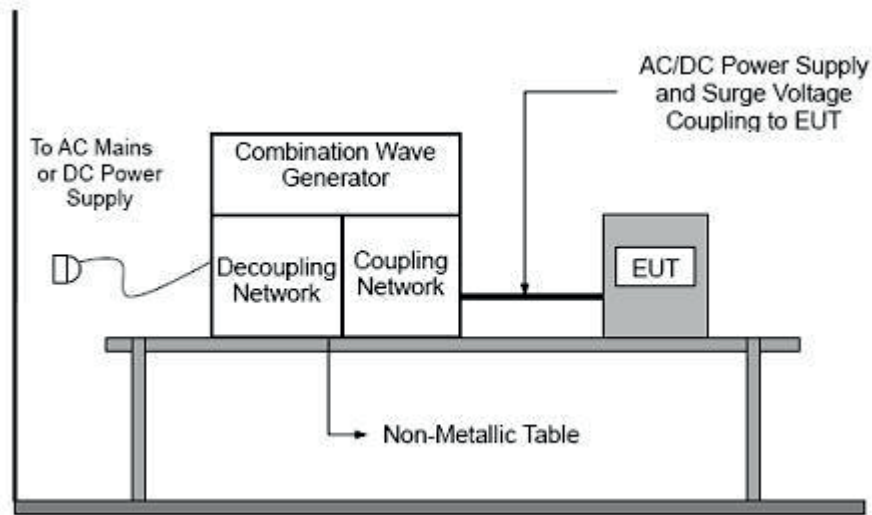 AC/DC Power Supply
and Surge Voltage
Coupling to EUT
To AC Mains
or DC Power
Supply
Combination Wave
Generator
Decoupling
Network
Coupling
Network
EUT
Non-Metallic Table